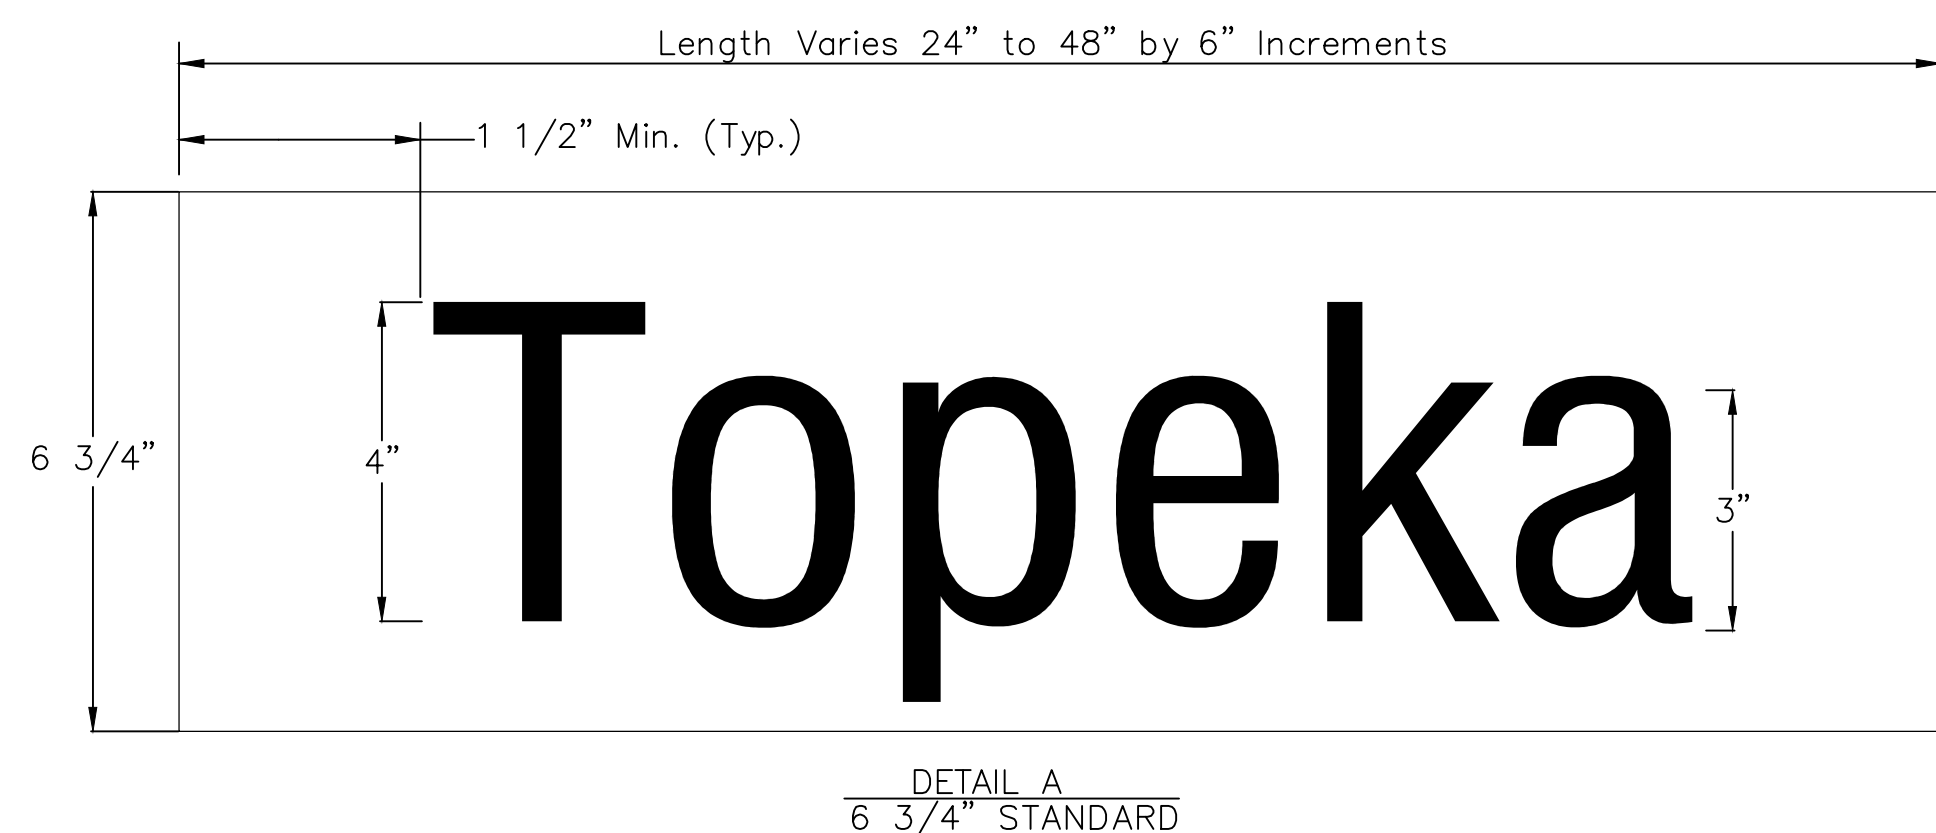 Length Varies 24” to 48” by 6” Increments
1 1/2” Min. (Typ.)
6 3/4”
4”
Topeka
3”
DETAIL A
6 3/4” STANDARD